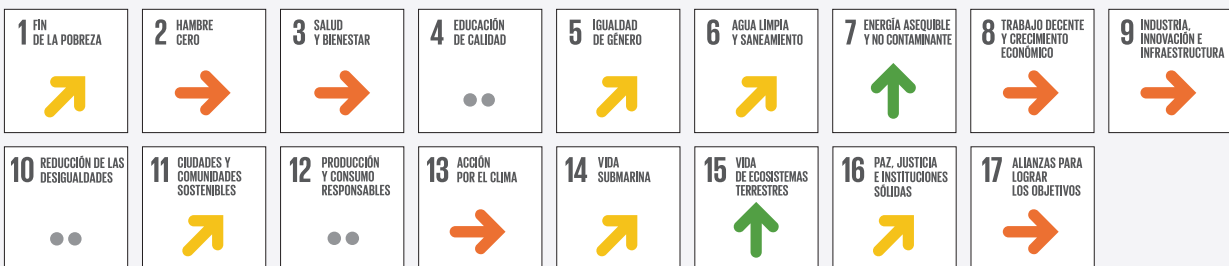 1 FIN
DE LA POBREZA
2 HAMBRE
CERO
3 SALUD
Y BIENESTAR
4 EDUCACIÓN
DE CALIDAD
5 IGUALDAD
DE GÉNERO
6 AGUA LIMPIA
Y SANEAMIENTO
7 ENERGÍA ASEQUIBLE
Y NO CONTAMINANTE
8 TRABAJO DECENTE
Y CRECIMIENTO
ECONÓMICO
9 INDUSTRIA,
INNOVACIÓN E
INFRAESTRUCTURA
10 REDUCCIÓN DE LAS
DESIGUALDADES
11 CIUDADES Y
COMUNIDADES
SOSTENIBLES
12 PRODUCCIÓN
Y CONSUMO
RESPONSABLES
13 ACCIÓN
POR EL CLIMA
14 VIDA
SUBMARINA
15 VIDA
DE ECOSISTEMAS
TERRESTRES
16 PAZ, JUSTICIA
E INSTITUCIONES
SÓLIDAS
17 ALIANZAS PARA
LOGRAR
LOS OBJETIVOS